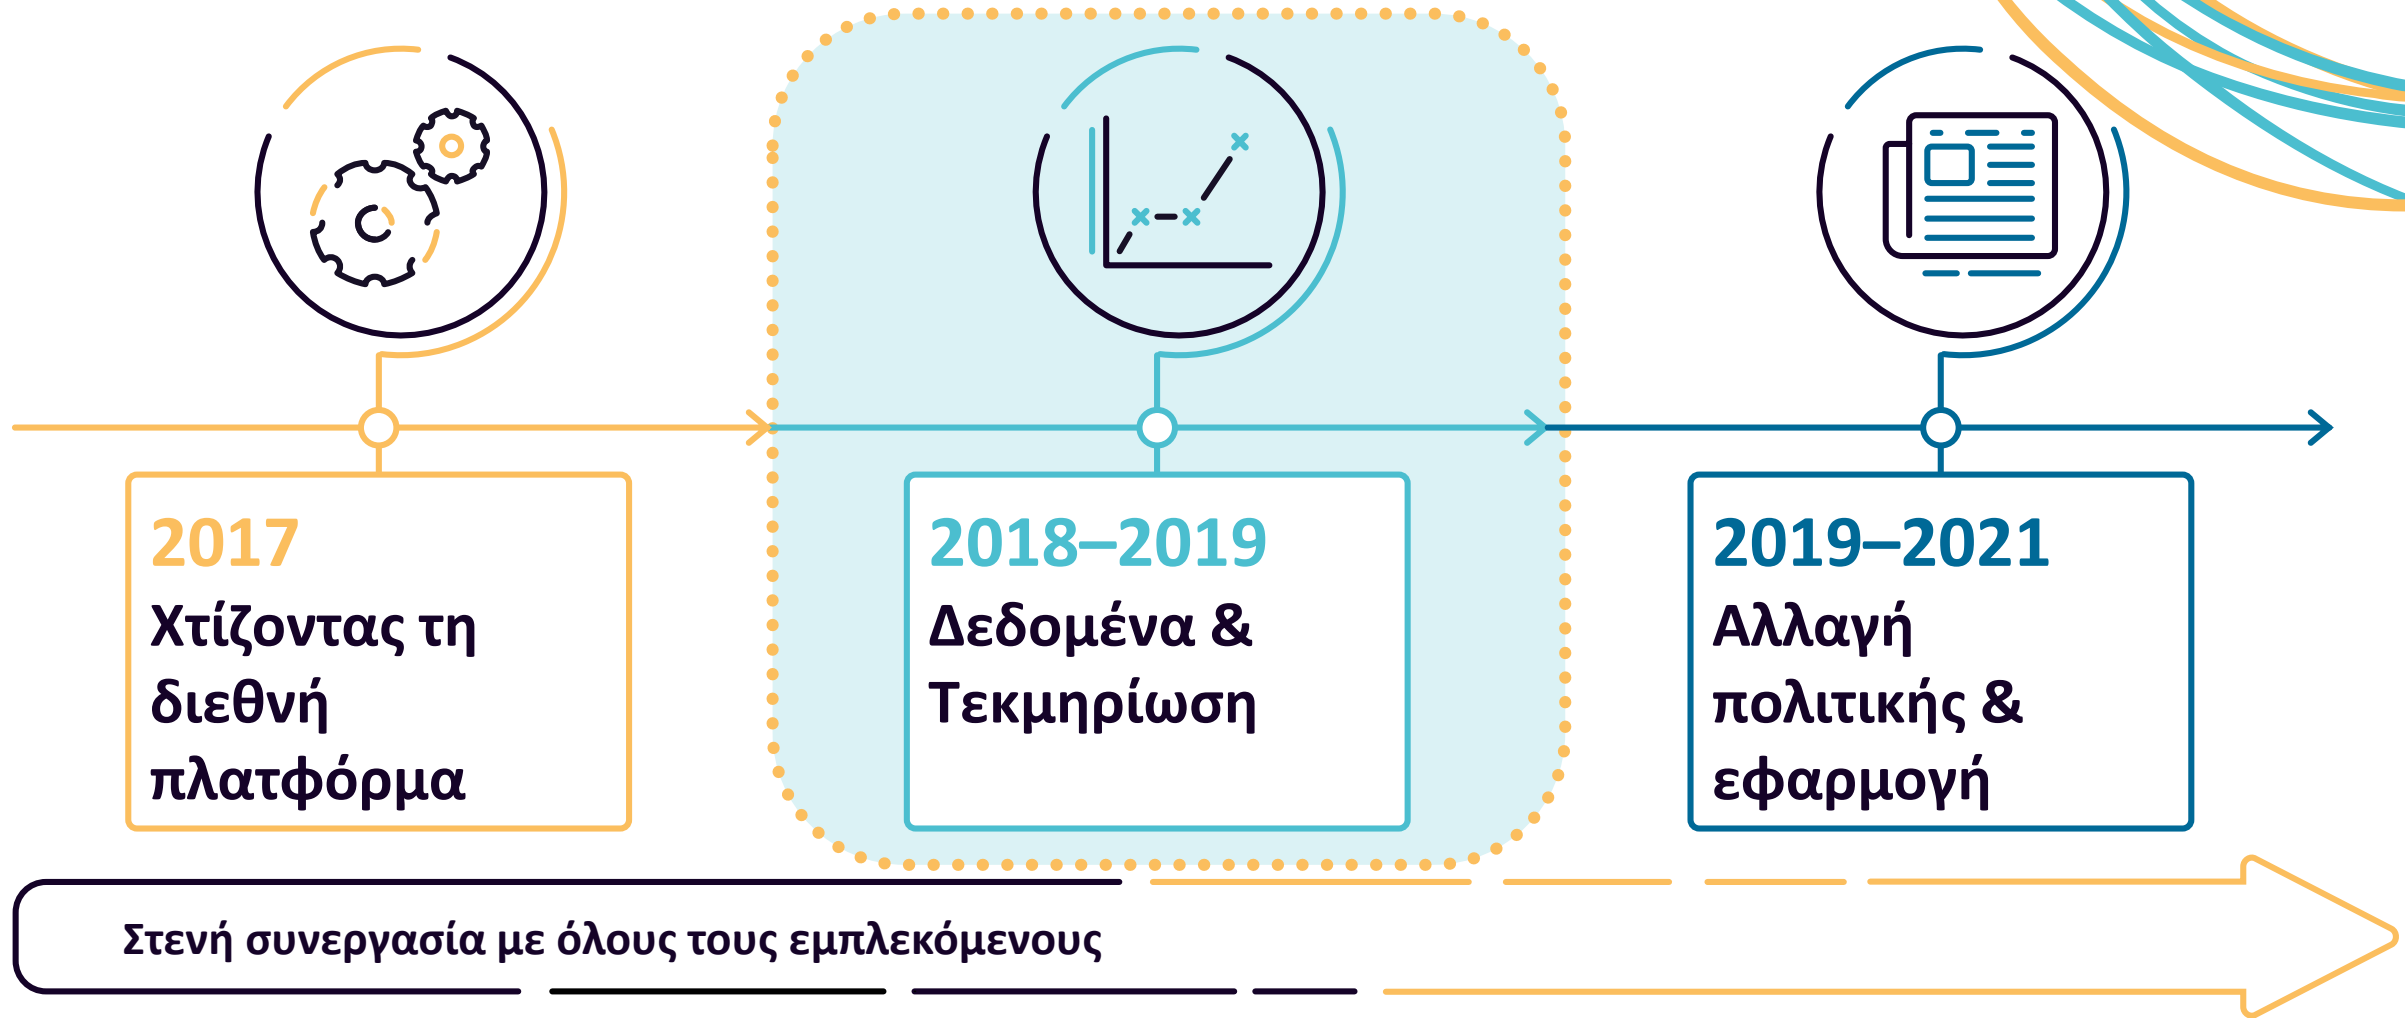 2017
Χτίζοντας τη
διεθνή
πλατφόρμα
2018–2019
Δεδομένα &
Τεκμηρίωση
2019–2021
Αλλαγή
πολιτικής &
εφαρμογή
Στενή συνεργασία με όλους τους εμπλεκόμενους